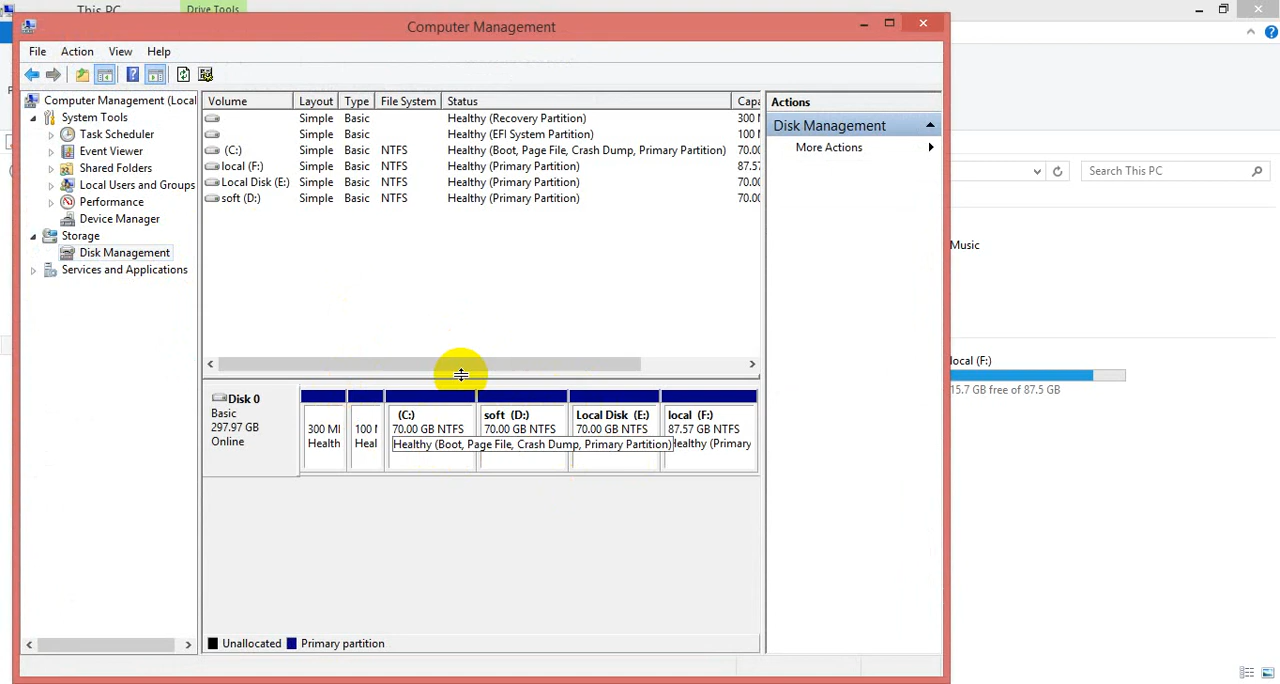 This PC
Drive Tools
Computer Management
File Action View Help
Computer Management (Local
System Tools
Task Scheduler
Event Viewer
Shared Folders
Local Users and Groups
Performance
Device Manager
Storage
Disk Management
Services and Applications
Volume Layout Type File System Status Capa
Simple Basic Healthy (Recovery Partition) 300 M
Simple Basic Healthy (EFI System Partition) 100 M
(C:) Simple Basic NTFS Healthy (Boot, Page File, Crash Dump, Primary Partition) 70.00
local (F:) Simple Basic NTFS Healthy (Primary Partition) 87.57
Local Disk (E:) Simple Basic NTFS Healthy (Primary Partition) 70.00
soft (D:) Simple Basic NTFS Healthy (Primary Partition) 70.00
Disk 0
Basic
297.97 GB
Online
300 MI
Health
100 M
Heal
(C:)
70.00 GB NTFS
Healthy (Boot, Page File, Crash Dump, Primary Partition)
soft (D:)
70.00 GB NTFS
Local Disk (E:)
70.00 GB NTFS
local (F:)
87.57 GB NTFS
Healthy (Primary
Unallocated Primary partition
Actions
Disk Management
More Actions
Search This PC
Music
local (F:)
15.7 GB free of 87.5 GB